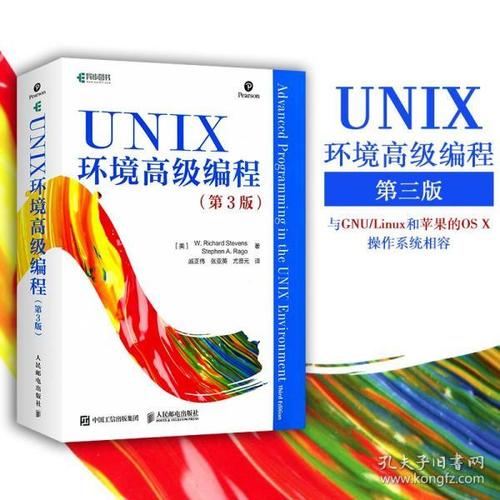 异步图书
Pearson
UNIX
环境高级编程
(第3版)
[美] W. Richard Stevens 著
Stephen A. Rago
戚正伟 张亚英 尤晋元 译
Advanced Programming in the UNIX Environment
Third Edition
中国工信出版集团
人民邮电出版社
UNIX环境高级编程
(第3版)
人民邮电出版社
UNIX
环境高级编程
第三版
与GNU/Linux和苹果的OS X
操作系统相容
孔夫子旧书网
www.kongfz.com